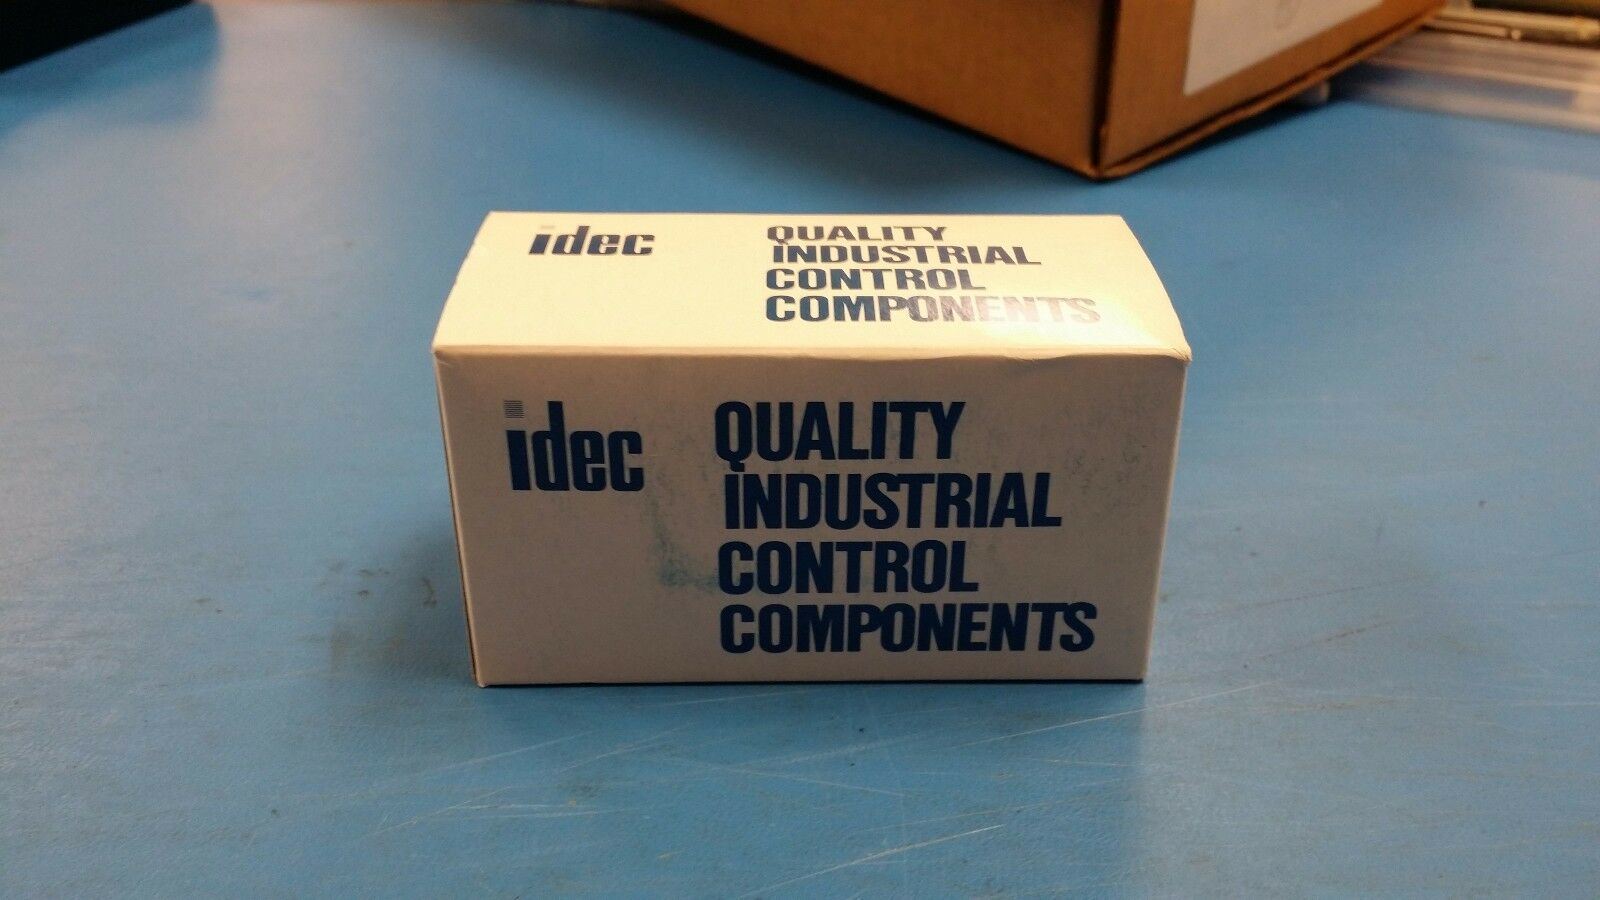 idec
QUALITY
INDUSTRIAL
CONTROL
COMPONENTS
idec
QUALITY
INDUSTRIAL
CONTROL
COMPONENTS